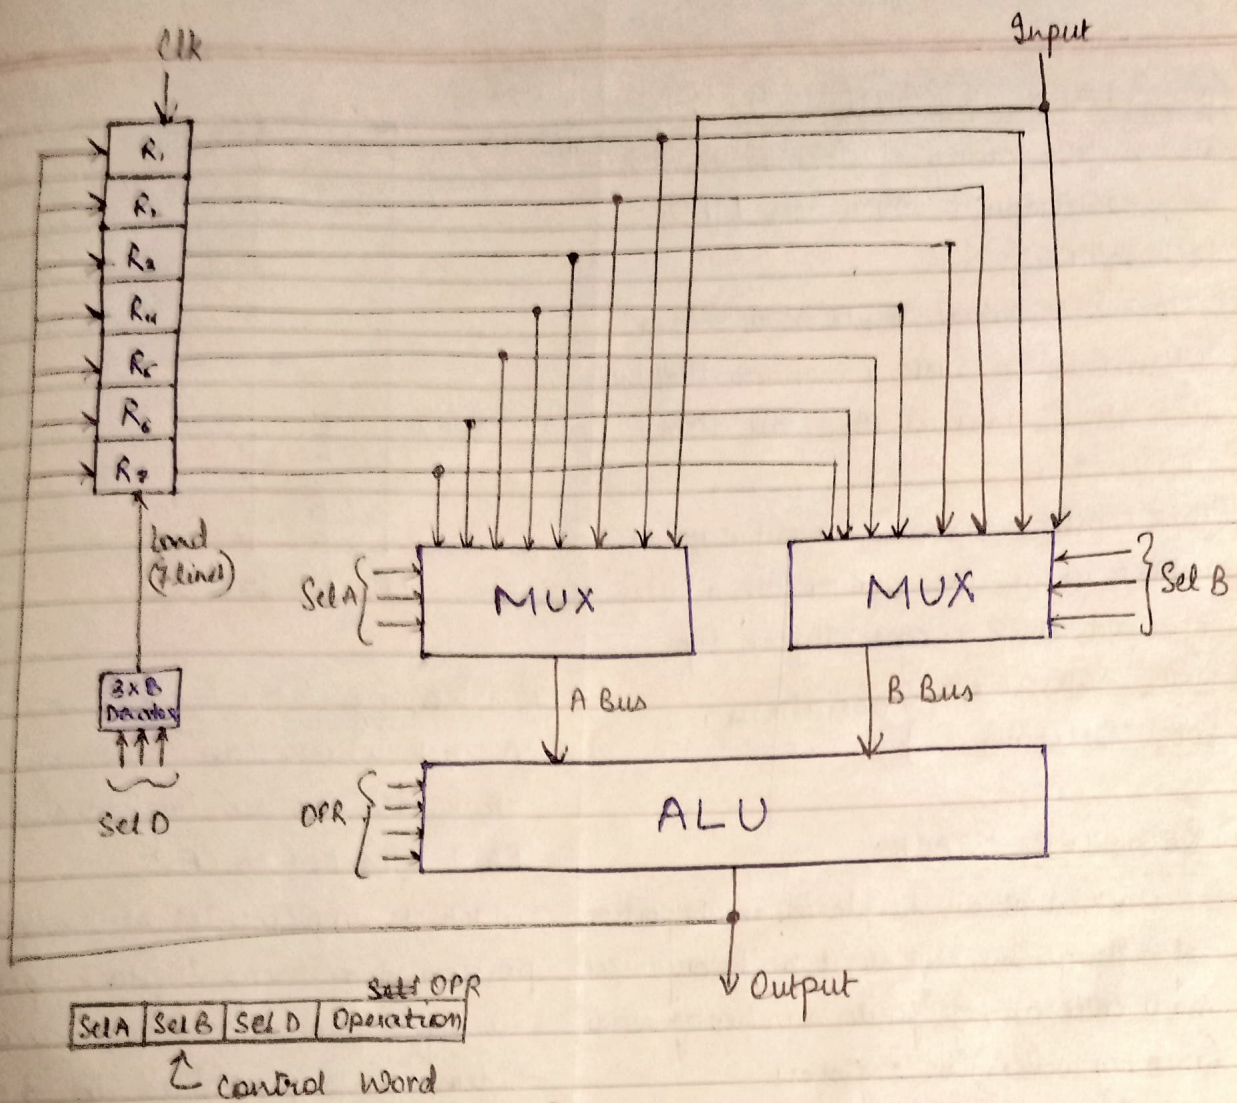 Clk
Input
R1
R2
R3
R4
R5
R6
R7
Load
(7 lines)
Sel A {
MUX
MUX
} Sel B
A Bus
B Bus
3x8
Decoder
Sel D
OPR {
ALU
Output
OPR
Sel A | Sel B | Sel D | Operation
Control Word